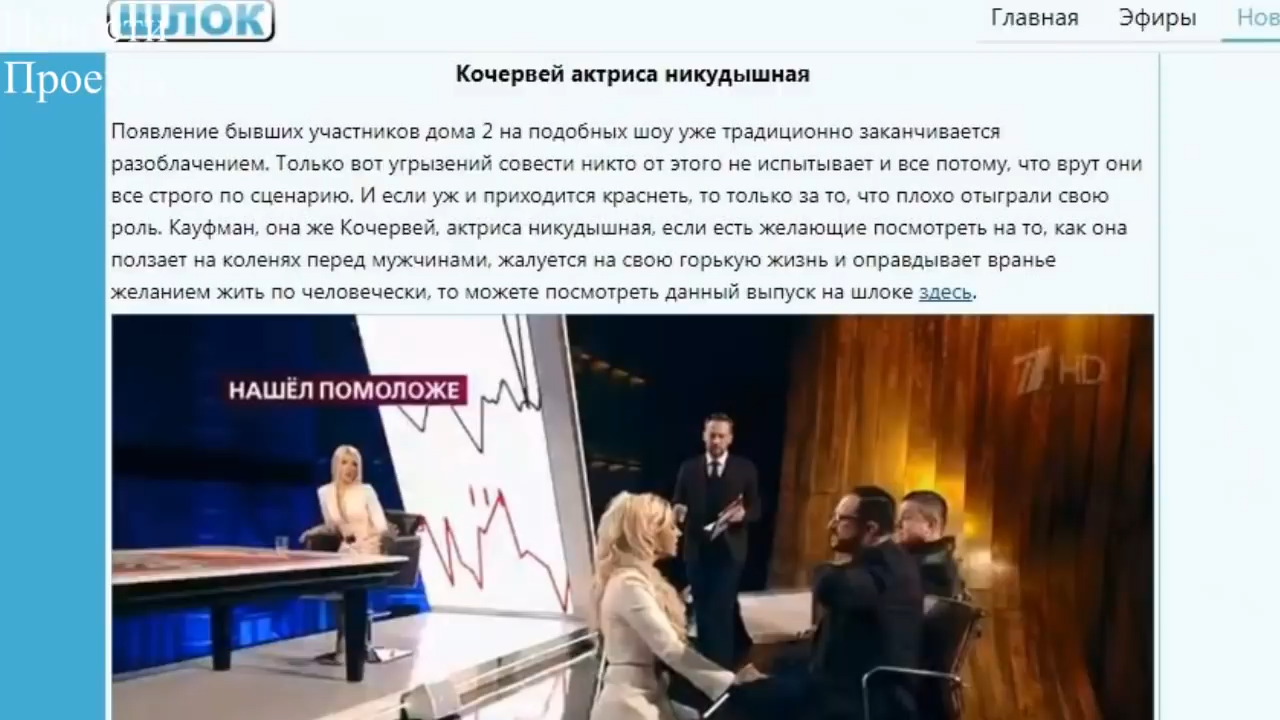 ШЛОК
Новости
Проекта
Главная Эфиры Нов
Кочервей актриса никудышная
Появление бывших участников дома 2 на подобных шоу уже традиционно заканчивается
разоблачением. Только вот угрызений совести никто от этого не испытывает и все потому, что врут они
все строго по сценарию. И если уж и приходится краснеть, то только за то, что плохо отыграли свою
роль. Кауфман, она же Кочервей, актриса никудышная, если есть желающие посмотреть на то, как она
ползает на коленях перед мужчинами, жалуется на свою горькую жизнь и оправдывает вранье
желанием жить по человечески, то можете посмотреть данный выпуск на шлоке здесь.
НАШЁЛ ПОМОЛОЖЕ
HD